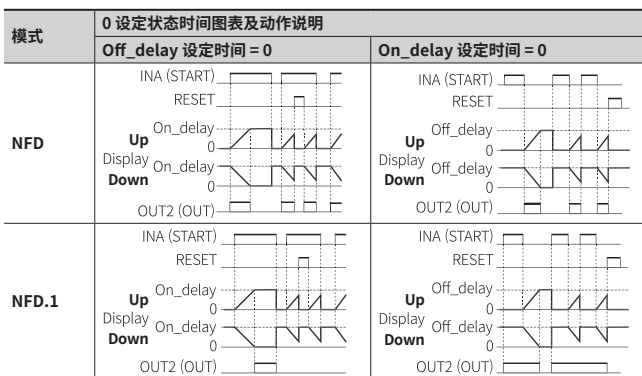 模式
0 设定状态时间图表及动作说明
Off_delay 设定时间 = 0
On_delay 设定时间 = 0
NFD
INA (START)
RESET
On_delay
Up
0
Display
On_delay
Down
0
OUT2 (OUT)
INA (START)
RESET
Off_delay
Up
0
Display
Off_delay
Down
0
OUT2 (OUT)
NFD.1
INA (START)
RESET
On_delay
Up
0
Display
On_delay
Down
0
OUT2 (OUT)
INA (START)
RESET
Off_delay
Up
0
Display
Off_delay
Down
0
OUT2 (OUT)